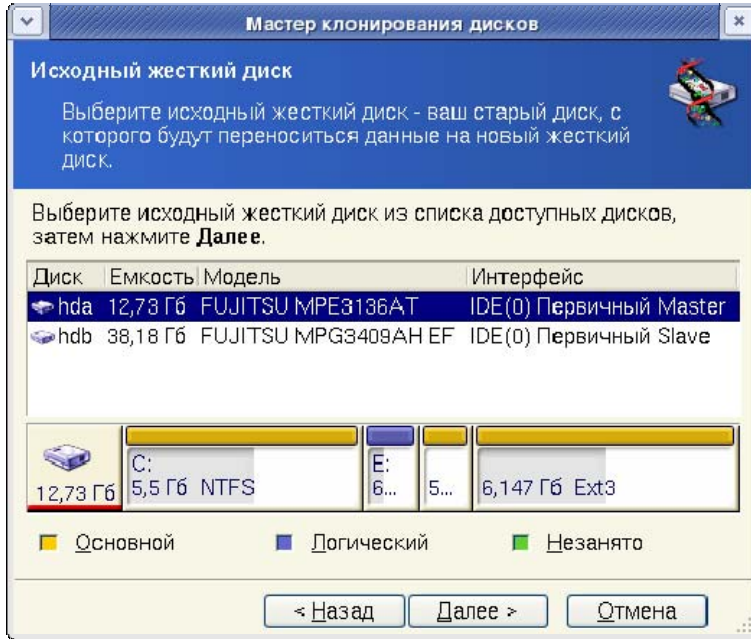 Мастер клонирования дисков
Исходный жесткий диск
Выберите исходный жесткий диск - ваш старый диск, с
которого будут переноситься данные на новый жесткий
диск.
Выберите исходный жесткий диск из списка доступных дисков,
затем нажмите Далее.
Диск Емкость Модель Интерфейс
hda 12,73 Гб FUJITSU MPE3136AT IDE(0) Первичный Master
hdb 38,18 Гб FUJITSU MPG3409AH EF IDE(0) Первичный Slave
C: E:
12,73 Гб 5,5 Гб NTFS 6... 5... 6,147 Гб Ext3
Основной Логический Незанято
< Назад Далее > Отмена